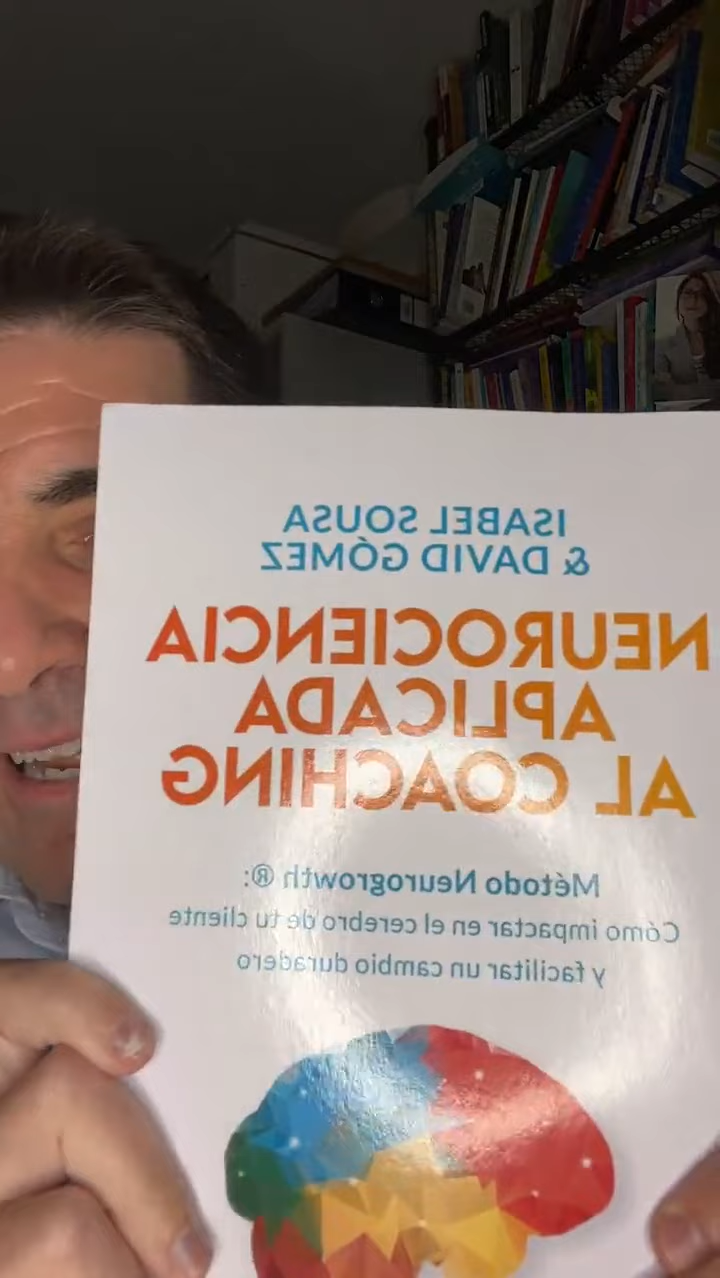 ISABEL SOUSA
& DAVID GÓMEZ
NEUROCIENCIA
APLICADA
AL COACHING
Método Neurogrowth ®:
Cómo impactar en el cerebro de tu cliente
y facilitar un cambio duradero